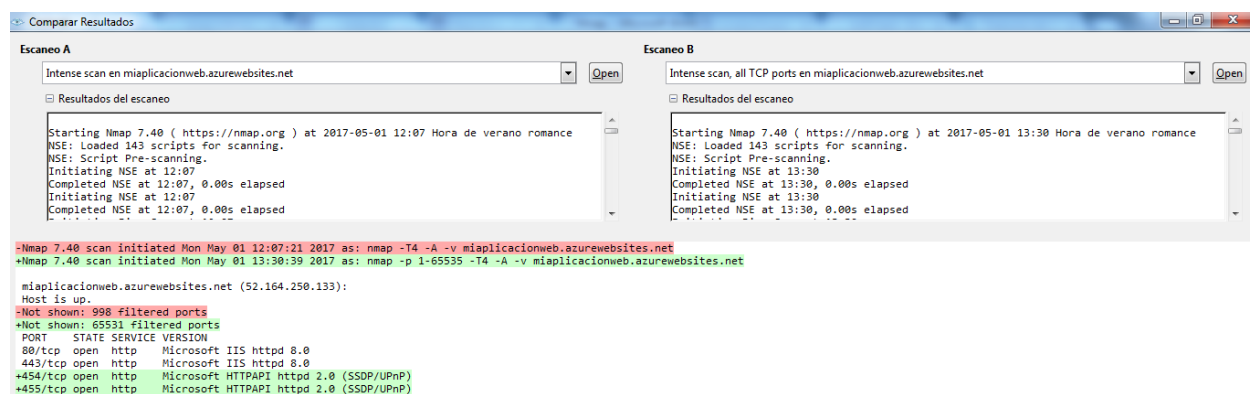 Comparar Resultados
Escaneo A
Escaneo B
Intense scan en miaplicacionweb.azurewebsites.net
Open
Intense scan, all TCP ports en miaplicacionweb.azurewebsites.net
Open
Resultados del escaneo
Resultados del escaneo
Starting Nmap 7.40 ( https://nmap.org ) at 2017-05-01 12:07 Hora de verano romance
NSE: Loaded 143 scripts for scanning.
NSE: Script Pre-scanning.
Initiating NSE at 12:07
Completed NSE at 12:07, 0.00s elapsed
Initiating NSE at 12:07
Completed NSE at 12:07, 0.00s elapsed
Starting Nmap 7.40 ( https://nmap.org ) at 2017-05-01 13:30 Hora de verano romance
NSE: Loaded 143 scripts for scanning.
NSE: Script Pre-scanning.
Initiating NSE at 13:30
Completed NSE at 13:30, 0.00s elapsed
Initiating NSE at 13:30
Completed NSE at 13:30, 0.00s elapsed
-Nmap 7.40 scan initiated Mon May 01 12:07:21 2017 as: nmap -T4 -A -v miaplicacionweb.azurewebsites.net
+Nmap 7.40 scan initiated Mon May 01 13:30:39 2017 as: nmap -p 1-65535 -T4 -A -v miaplicacionweb.azurewebsites.net
miaplicacionweb.azurewebsites.net (52.164.250.133):
Host is up.
-Not shown: 998 filtered ports
+Not shown: 65531 filtered ports
PORT STATE SERVICE VERSION
80/tcp open http Microsoft IIS httpd 8.0
443/tcp open http Microsoft IIS httpd 8.0
+454/tcp open http Microsoft HTTPAPI httpd 2.0 (SSDP/UPnP)
+455/tcp open http Microsoft HTTPAPI httpd 2.0 (SSDP/UPnP)